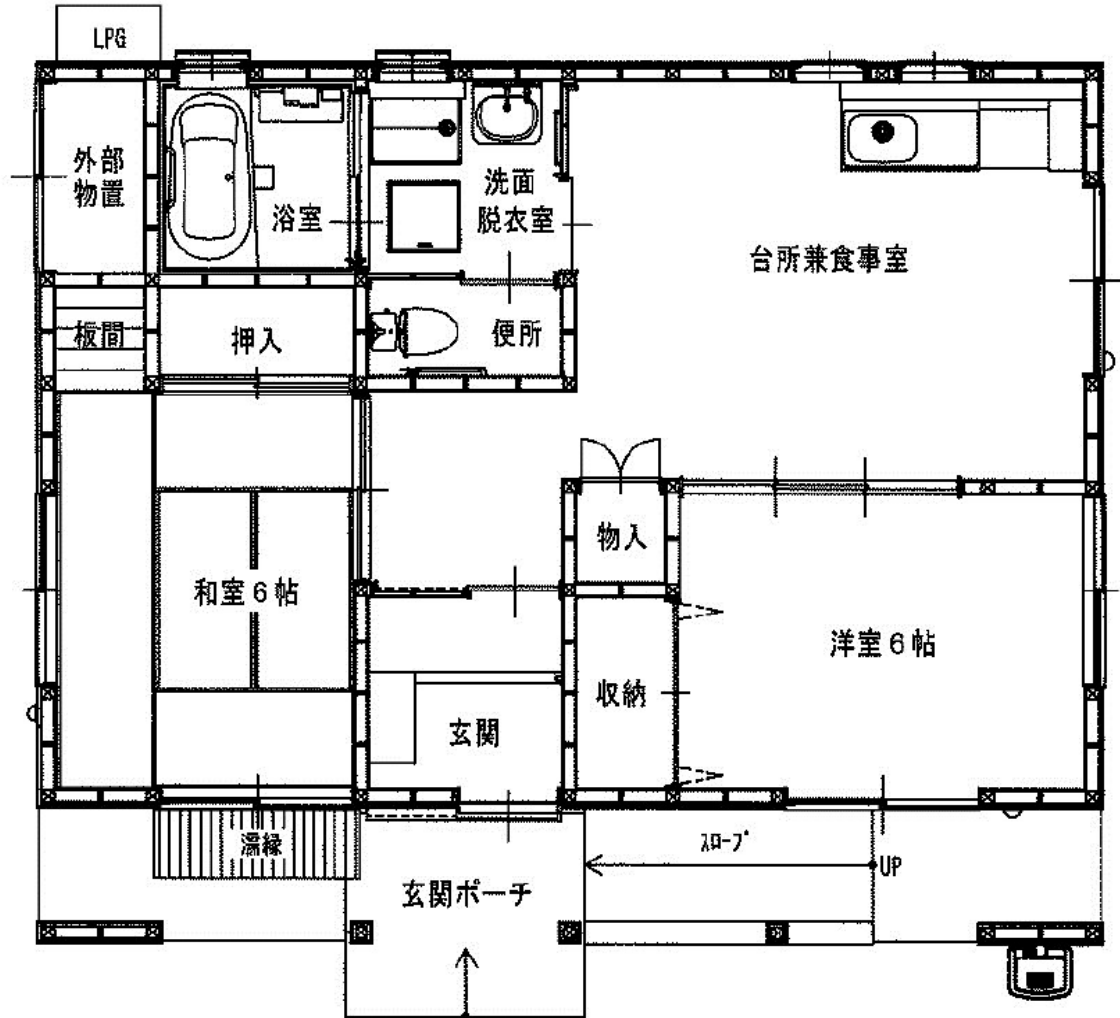 LPG
外部
物置
浴室
洗面
脱衣室
台所兼食事室
板間
押入
便所
物入
和室6帖
洋室6帖
収納
玄関
濡縁
スロープ
UP
玄関ポーチ